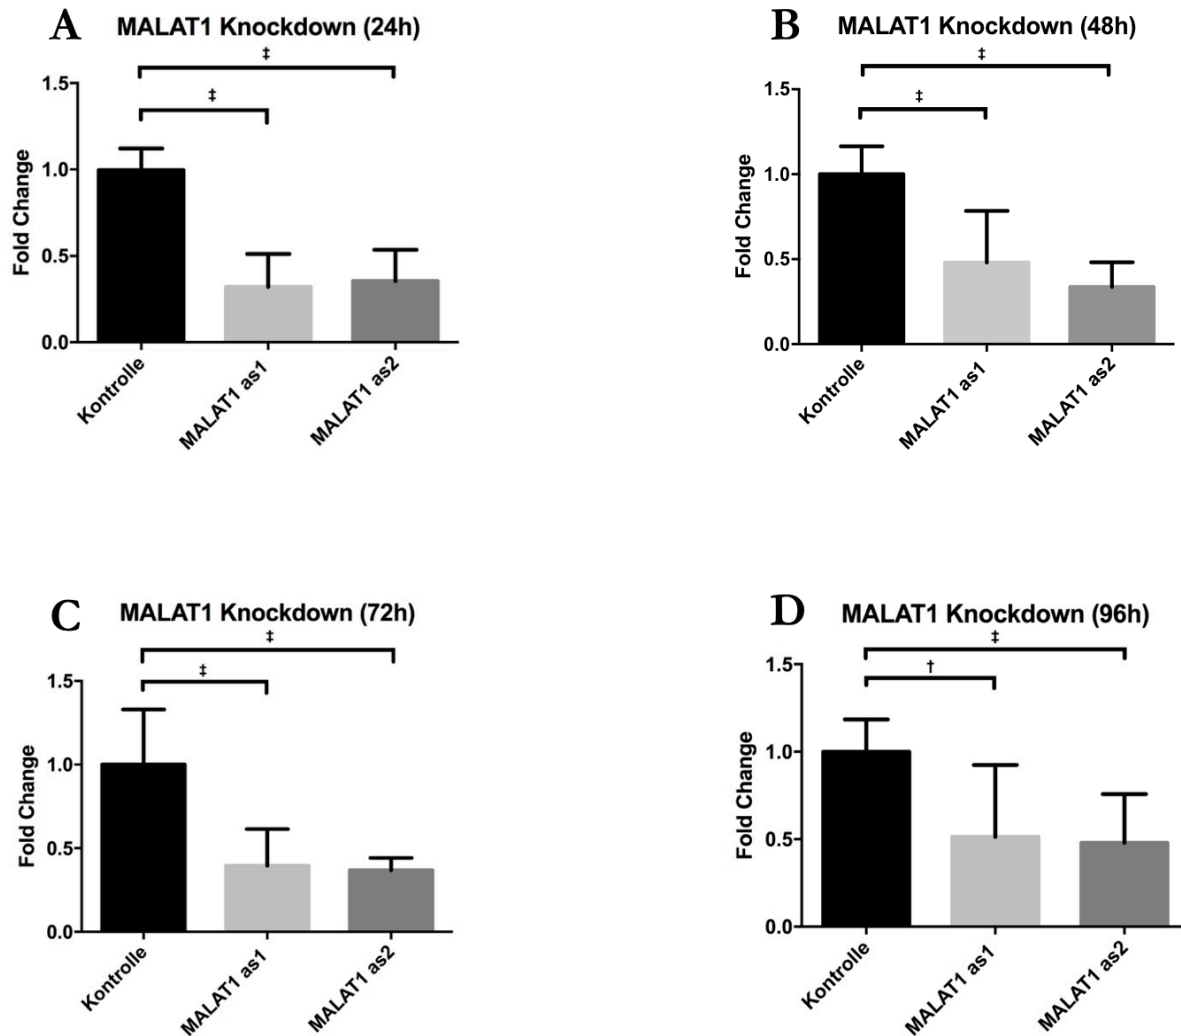 A
MALAT1 Knockdown (24h)
‡
‡
Fold Change
1.5
1.0
0.5
0.0
Kontrolle
MALAT1 as1
MALAT1 as2
B
MALAT1 Knockdown (48h)
‡
‡
Fold Change
1.5
1.0
0.5
0.0
Kontrolle
MALAT1 as1
MALAT1 as2
C
MALAT1 Knockdown (72h)
‡
‡
Fold Change
1.5
1.0
0.5
0.0
Kontrolle
MALAT1 as1
MALAT1 as2
D
MALAT1 Knockdown (96h)
‡
†
Fold Change
1.5
1.0
0.5
0.0
Kontrolle
MALAT1 as1
MALAT1 as2